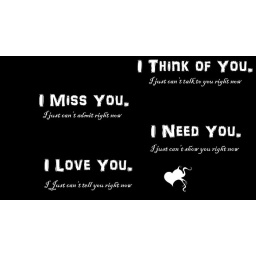 I Think of You.
I just can't talk to you right now
I Miss You.
I just can't admit right now
I Need You.
I just can't show you right now
I Love You.
I Just can't tell you right now